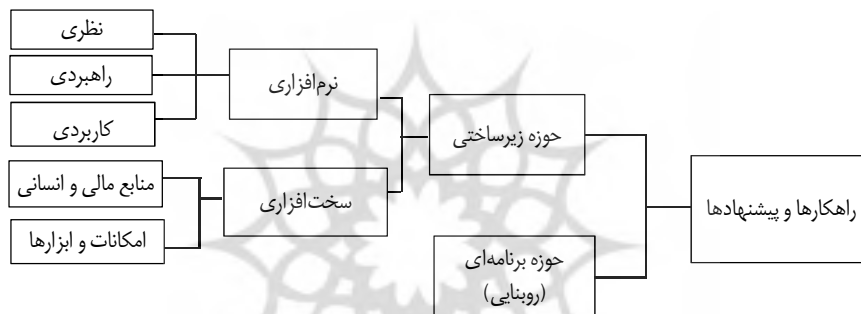 راهکارها و پیشنهادها
حوزه زیرساختی
نرم‌افزاری
نظری
راهبردی
کاربردی
سخت‌افزاری
منابع مالی و انسانی
امکانات و ابزارها
حوزه برنامه‌ای
(روبنایی)